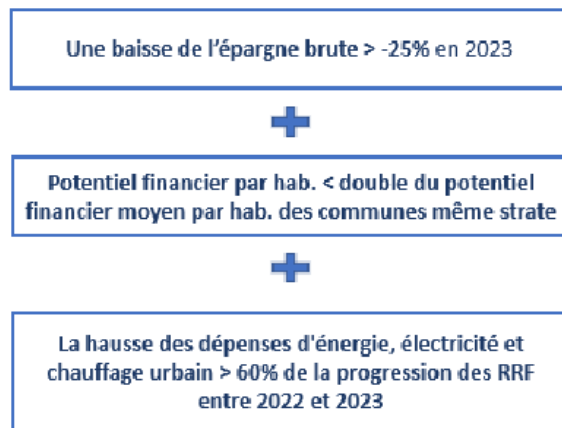 Une baisse de l'épargne brute > -25% en 2023
Potentiel financier par hab. < double du potentiel
financier moyen par hab. des communes même strate
La hausse des dépenses d'énergie, électricité et
chauffage urbain > 60% de la progression des RRF
entre 2022 et 2023